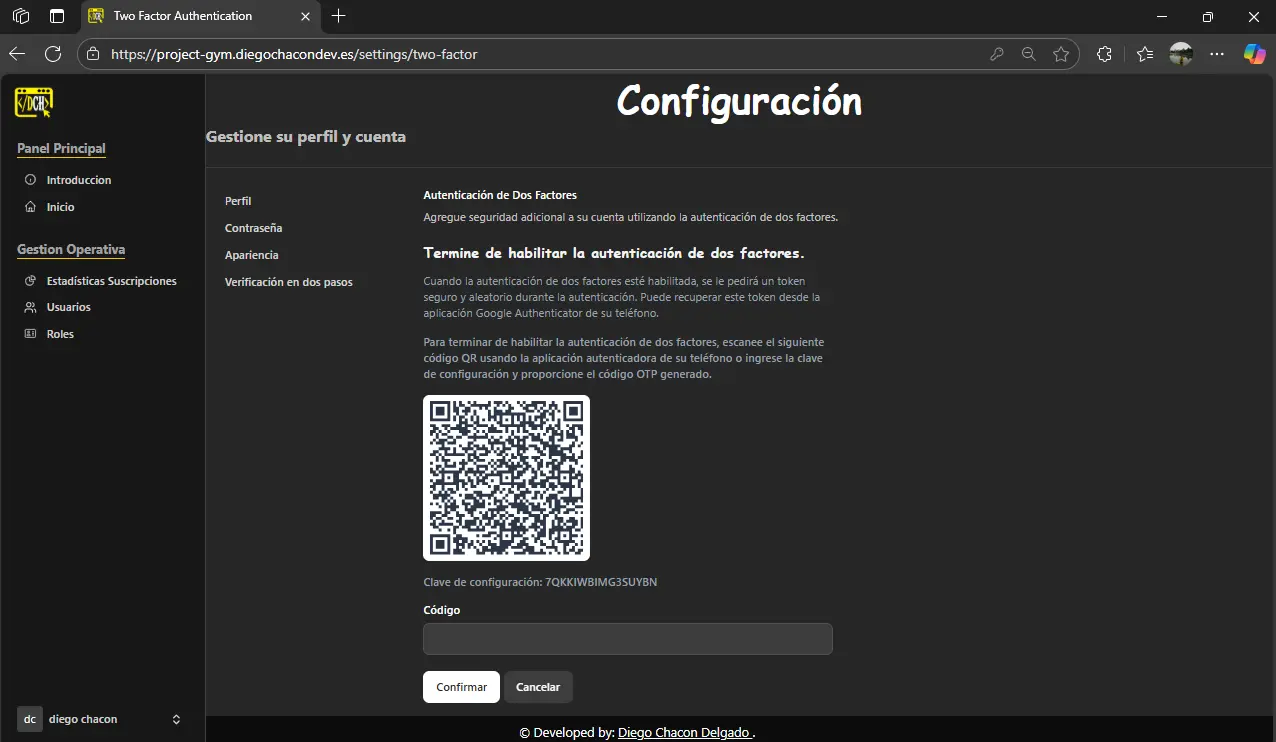 Two Factor Authentication
https://project-gym.diegochacondev.es/settings/two-factor
</DCH>
Configuración
Gestione su perfil y cuenta
Panel Principal
Introduccion
Inicio
Gestion Operativa
Estadísticas Suscripciones
Usuarios
Roles
Perfil
Contraseña
Apariencia
Verificación en dos pasos
Autenticación de Dos Factores
Agregue seguridad adicional a su cuenta utilizando la autenticación de dos factores.
Termine de habilitar la autenticación de dos factores.
Cuando la autenticación de dos factores esté habilitada, se le pedirá un token
seguro y aleatorio durante la autenticación. Puede recuperar este token desde la
aplicación Google Authenticator de su teléfono.
Para terminar de habilitar la autenticación de dos factores, escanee el siguiente
código QR usando la aplicación autenticadora de su teléfono o ingrese la clave
de configuración y proporcione el código OTP generado.
Clave de configuración: 7QKKIWBIMG3SUYBN
Código
Confirmar
Cancelar
dc
diego chacon
© Developed by: Diego Chacon Delgado .